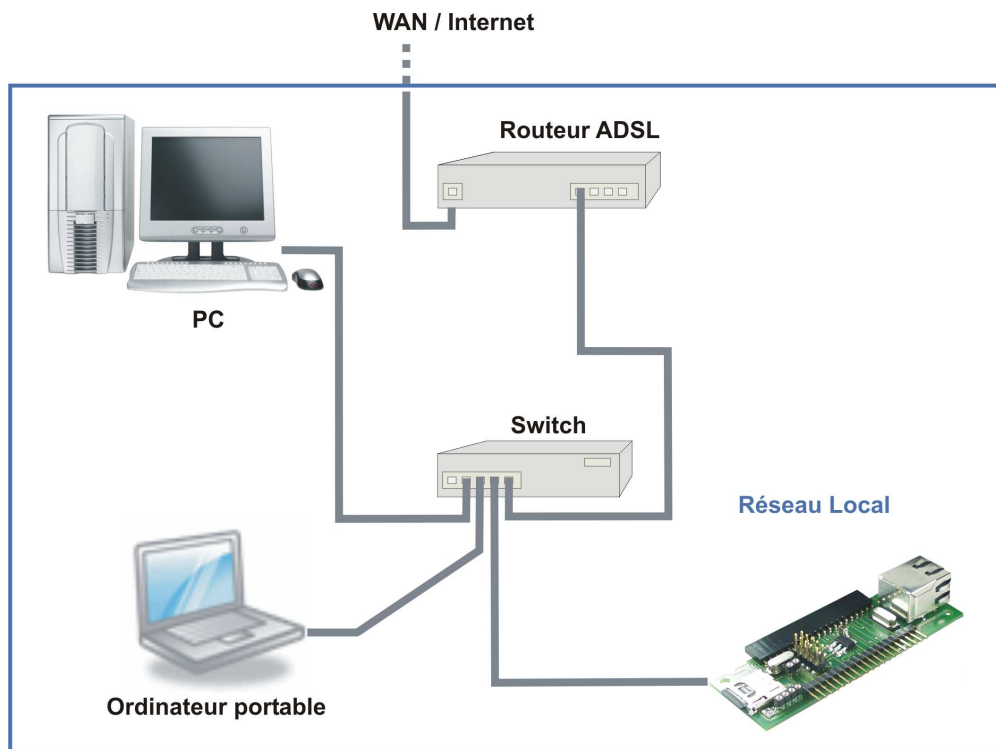 WAN / Internet
Routeur ADSL
PC
Switch
Réseau Local
Ordinateur portable